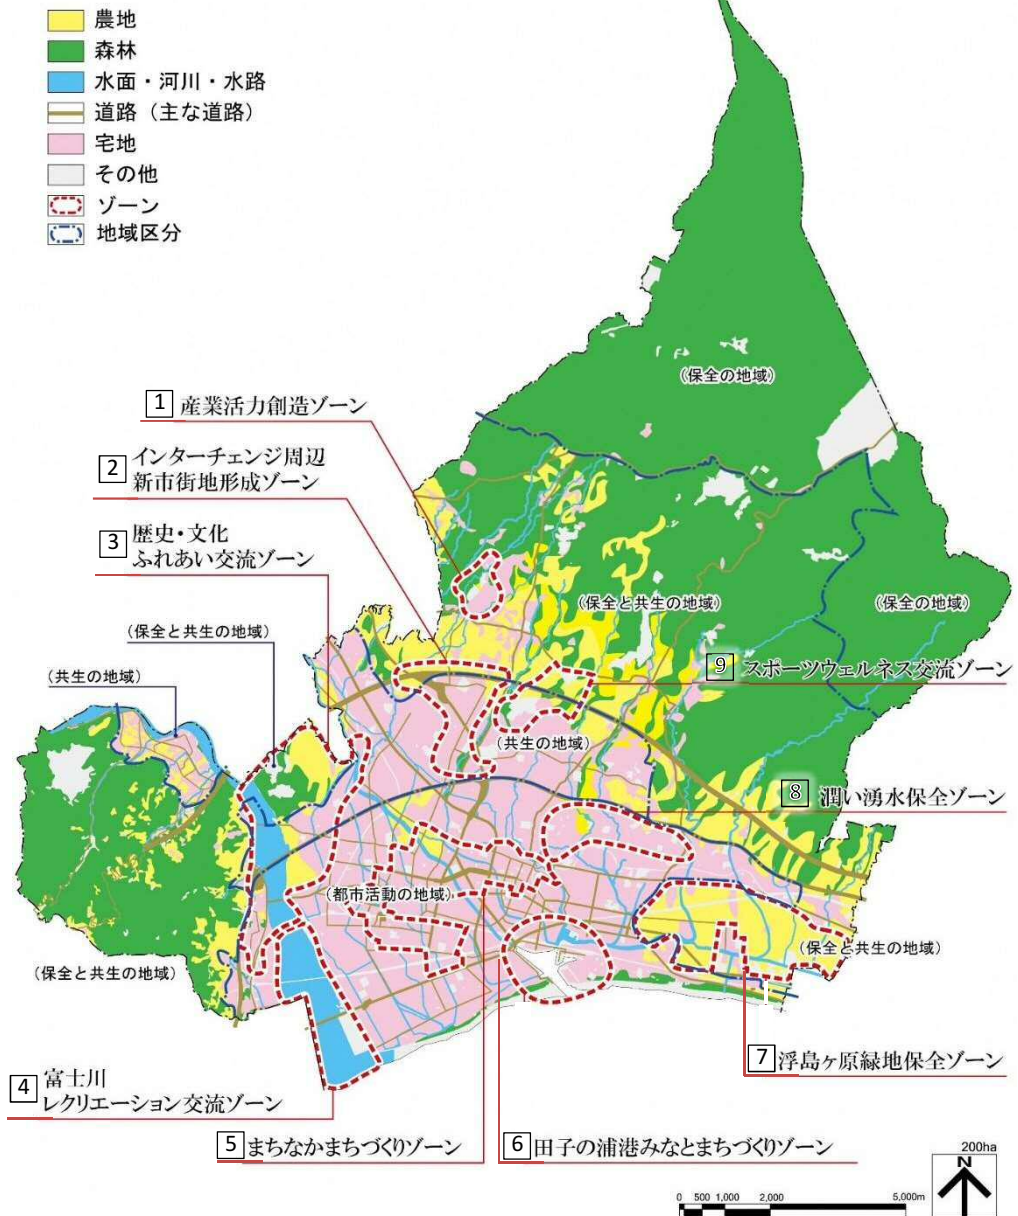 農地
森林
水面・河川・水路
道路（主な道路）
宅地
その他
ゾーン
地域区分
(保全の地域)
1 産業活力創造ゾーン
2 インターチェンジ周辺
新市街地形成ゾーン
3 歴史・文化
ふれあい交流ゾーン
(保全と共生の地域)
(保全の地域)
(保全と共生の地域)
(共生の地域)
9 スポーツウェルネス交流ゾーン
(共生の地域)
8 潤い湧水保全ゾーン
(都市活動の地域)
(保全と共生の地域)
(保全と共生の地域)
7 浮島ヶ原緑地保全ゾーン
4 富士川
レクリエーション交流ゾーン
5 まちなかまちづくりゾーン
6 田子の浦港みなとまちづくりゾーン
200ha
N
0 500 1,000 2,000 5,000m